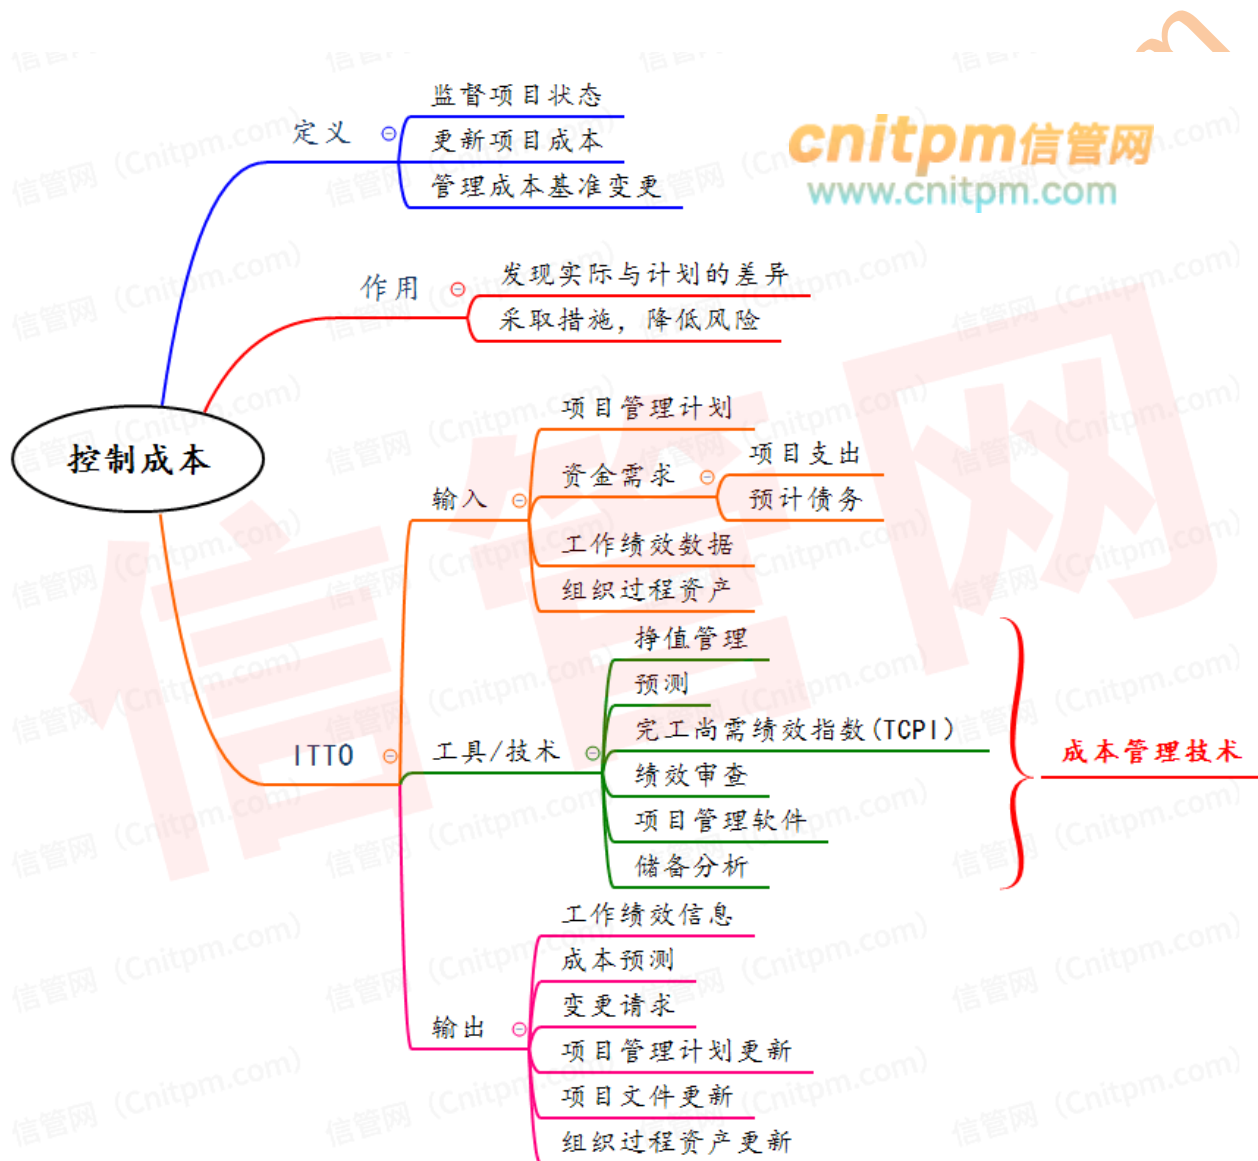 cnitpm信管网
www.cnitpm.com
控制成本
定义
监督项目状态
更新项目成本
管理成本基准变更
作用
发现实际与计划的差异
采取措施，降低风险
ITTO
输入
项目管理计划
资金需求
项目支出
预计债务
工作绩效数据
组织过程资产
工具/技术
挣值管理
预测
完工尚需绩效指数(TCPI)
绩效审查
项目管理软件
储备分析
成本管理技术
输出
工作绩效信息
成本预测
变更请求
项目管理计划更新
项目文件更新
组织过程资产更新
信管网
信管网（Cnitpm.com）